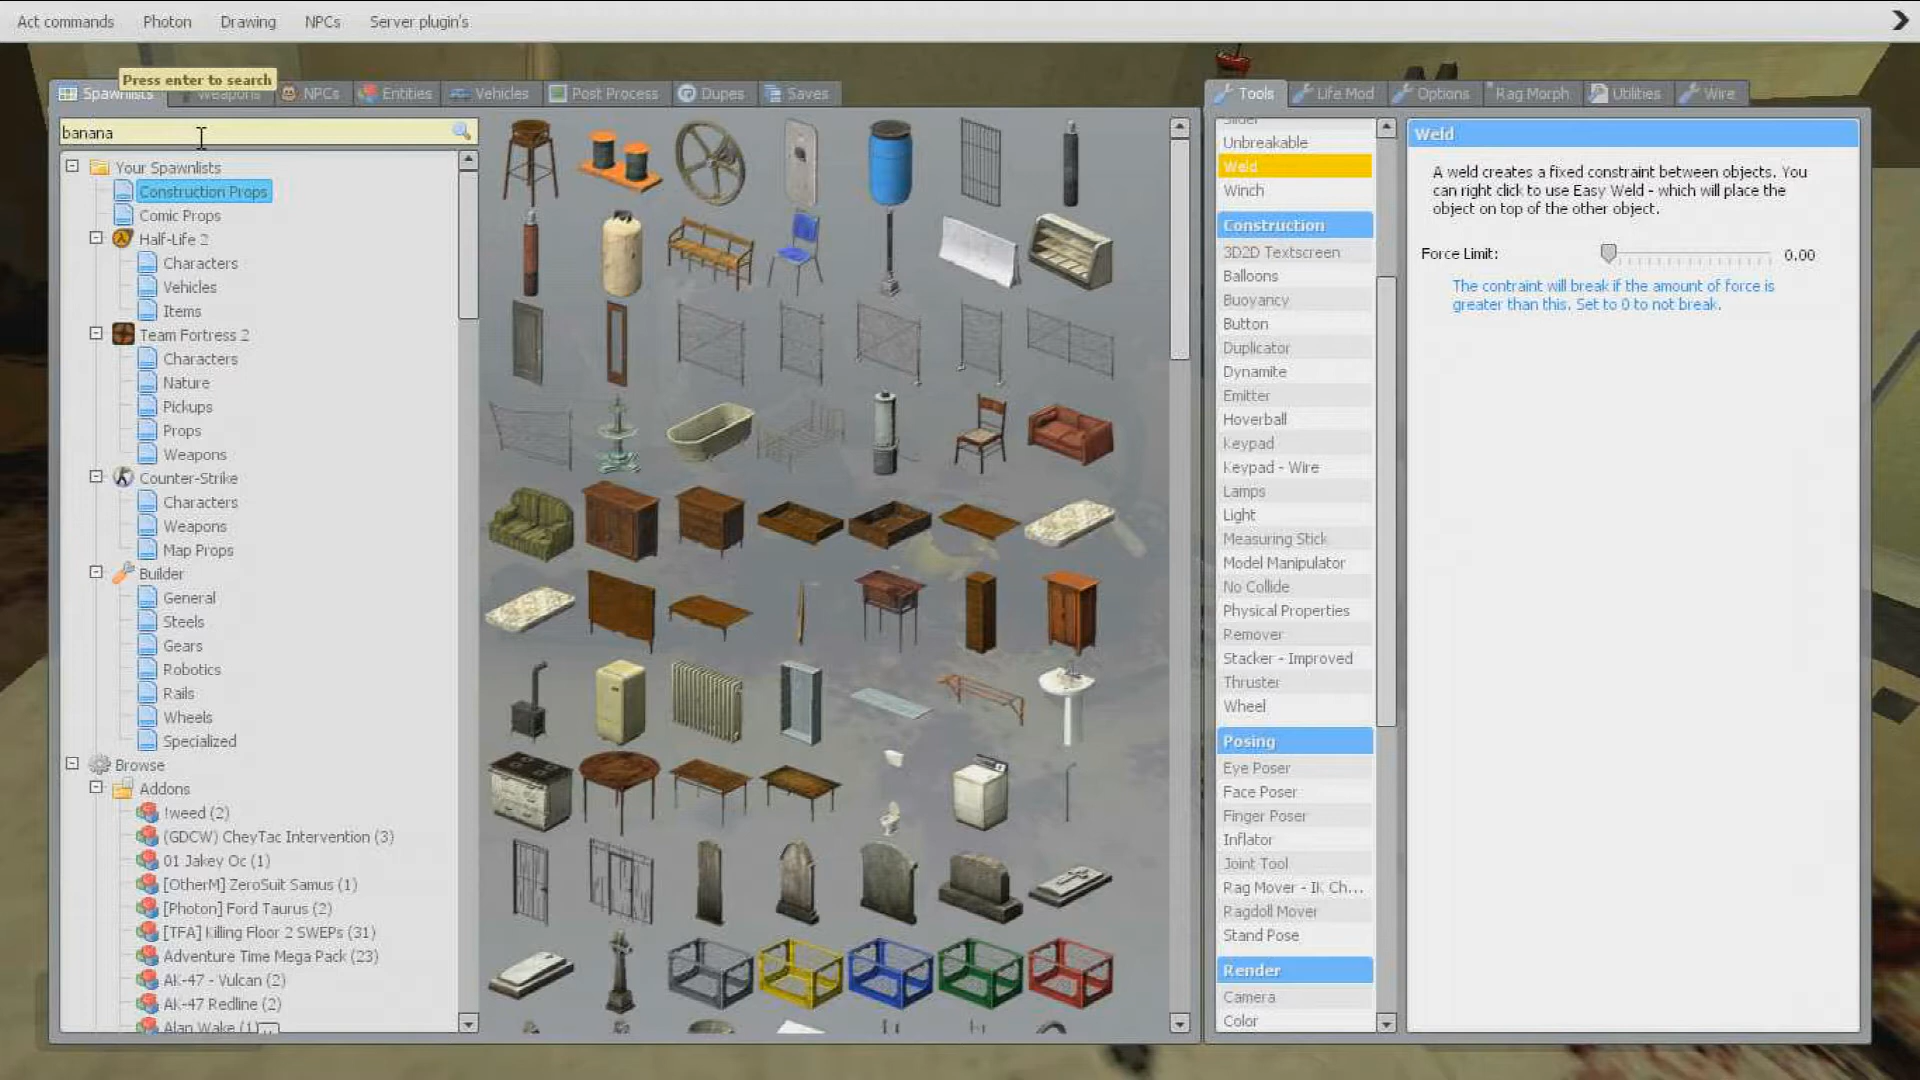 Act commands
Photon
Drawing
NPCs
Server plugin's
Press enter to search
Spawnlists
Weapons
NPCs
Entities
Vehicles
Post Process
Dupes
Saves
banana
Your Spawnlists
Construction Props
Comic Props
Half-Life 2
Characters
Vehicles
Items
Team Fortress 2
Characters
Nature
Pickups
Props
Weapons
Counter-Strike
Characters
Weapons
Map Props
Builder
General
Steels
Gears
Robotics
Rails
Wheels
Specialized
Browse
Addons
!weed (2)
(GDCW) CheyTac Intervention (3)
01 Jakey Oc (1)
[OtherM] ZeroSuit Samus (1)
[Photon] Ford Taurus (2)
[TFA] Killing Floor 2 SWEPs (31)
Adventure Time Mega Pack (23)
AK-47 - Vulcan (2)
AK-47 Redline (2)
Alan Wake (1)
Tools
Life Mod
Options
Rag Morph
Utilities
Wire
Slider
Unbreakable
Weld
Winch
Construction
3D2D Textscreen
Balloons
Buoyancy
Button
Duplicator
Dynamite
Emitter
Hoverball
Keypad
Keypad - Wire
Lamps
Light
Measuring Stick
Model Manipulator
No Collide
Physical Properties
Remover
Stacker - Improved
Thruster
Wheel
Posing
Eye Poser
Face Poser
Finger Poser
Inflator
Joint Tool
Rag Mover - IK Ch...
Ragdoll Mover
Stand Pose
Render
Camera
Color
Weld
A weld creates a fixed constraint between objects. You
can right click to use Easy Weld - which will place the
object on top of the other object.
Force Limit:
0.00
The contraint will break if the amount of force is
greater than this. Set to 0 to not break.